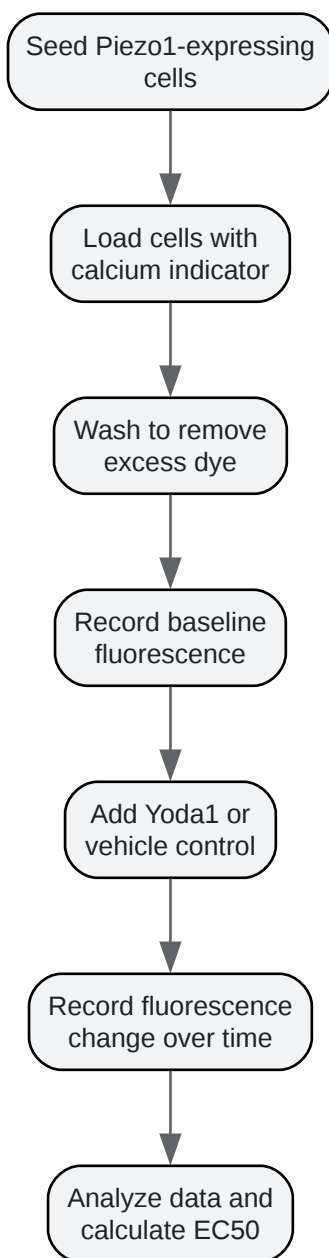 Seed Piezo1-expressing
cells
Load cells with
calcium indicator
Wash to remove
excess dye
Record baseline
fluorescence
Add Yoda1 or
vehicle control
Record fluorescence
change over time
Analyze data and
calculate EC50